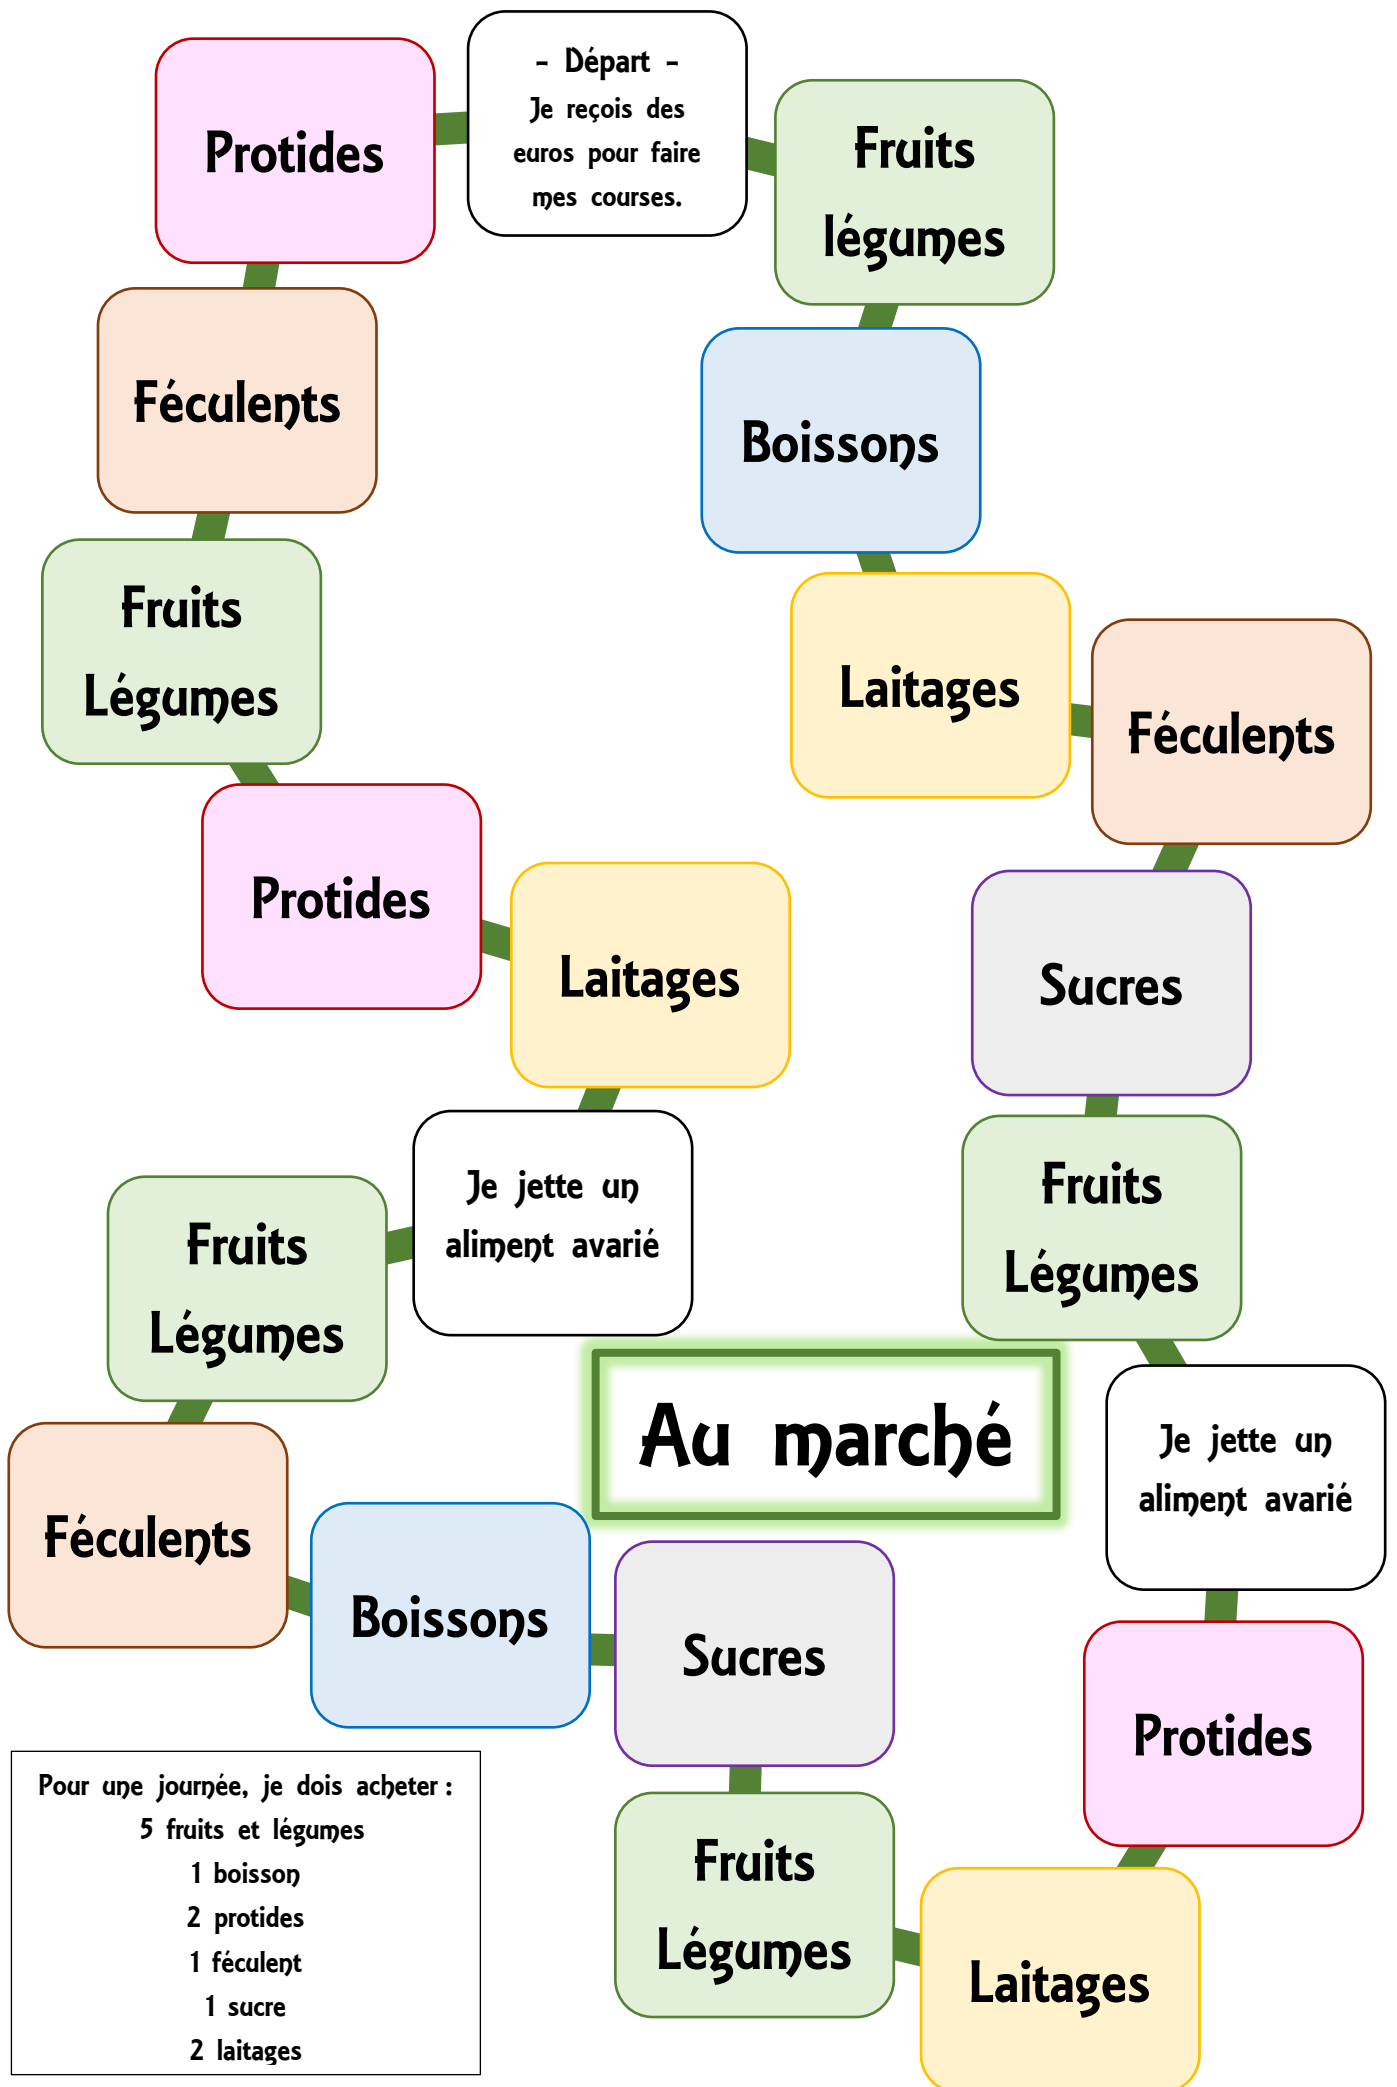 - Départ -
Je reçois des
euros pour faire
mes courses.
Fruits
légumes
Boissons
Laitages
Féculents
Sucres
Fruits
Légumes
Je jette un
aliment avarié
Protides
Laitages
Fruits
Légumes
Sucres
Boissons
Féculents
Fruits
Légumes
Je jette un
aliment avarié
Laitages
Protides
Fruits
Légumes
Féculents
Protides
Au marché
Pour une journée, je dois acheter :
5 fruits et légumes
1 boisson
2 protides
1 féculent
1 sucre
2 laitages